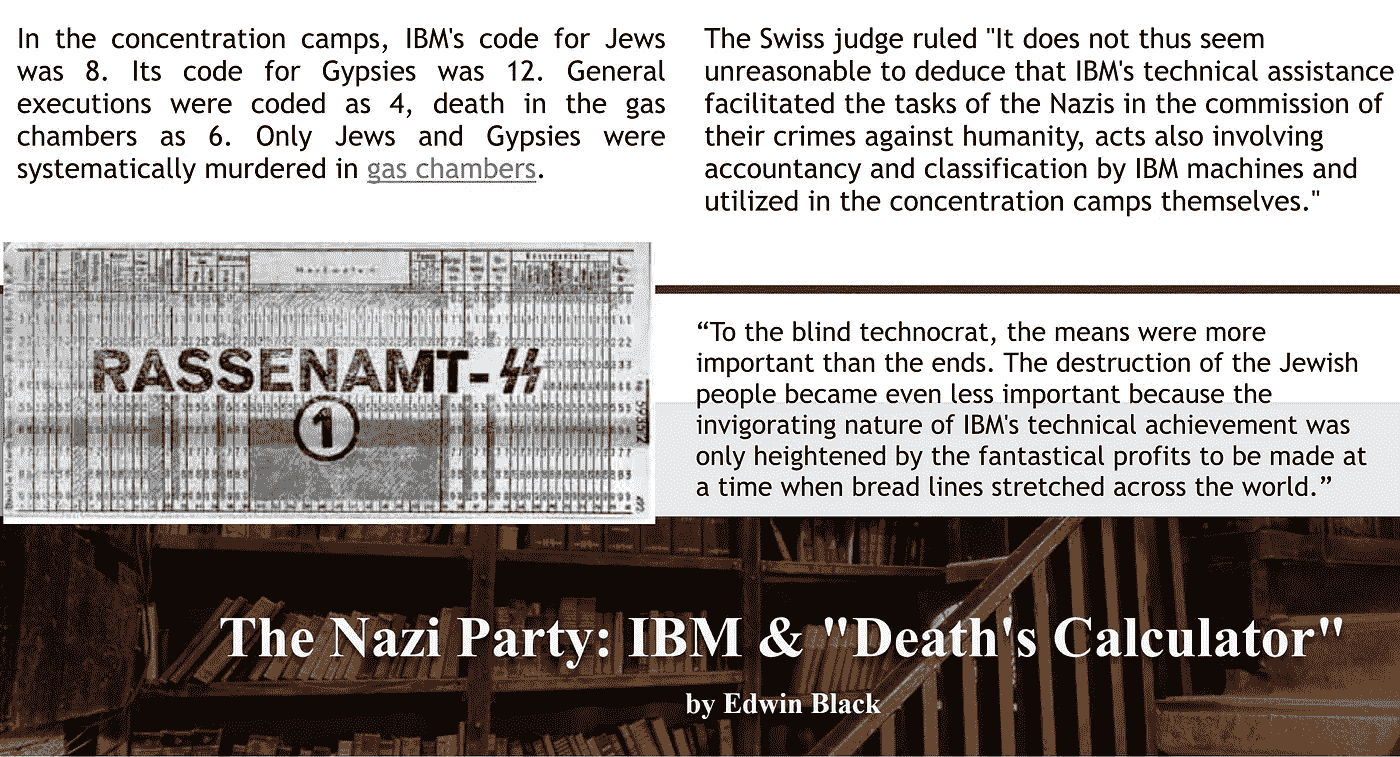 In the concentration camps, IBM's code for Jews
was 8. Its code for Gypsies was 12. General
executions were coded as 4, death in the gas
chambers as 6. Only Jews and Gypsies were
systematically murdered in gas chambers.
The Swiss judge ruled "It does not thus seem
unreasonable to deduce that IBM's technical assistance
facilitated the tasks of the Nazis in the commission of
their crimes against humanity, acts also involving
accountancy and classification by IBM machines and
utilized in the concentration camps themselves."
RASSENAMT-SS
1
“To the blind technocrat, the means were more
important than the ends. The destruction of the Jewish
people became even less important because the
invigorating nature of IBM's technical achievement was
only heightened by the fantastical profits to be made at
a time when bread lines stretched across the world.”
The Nazi Party: IBM & "Death's Calculator"
by Edwin Black